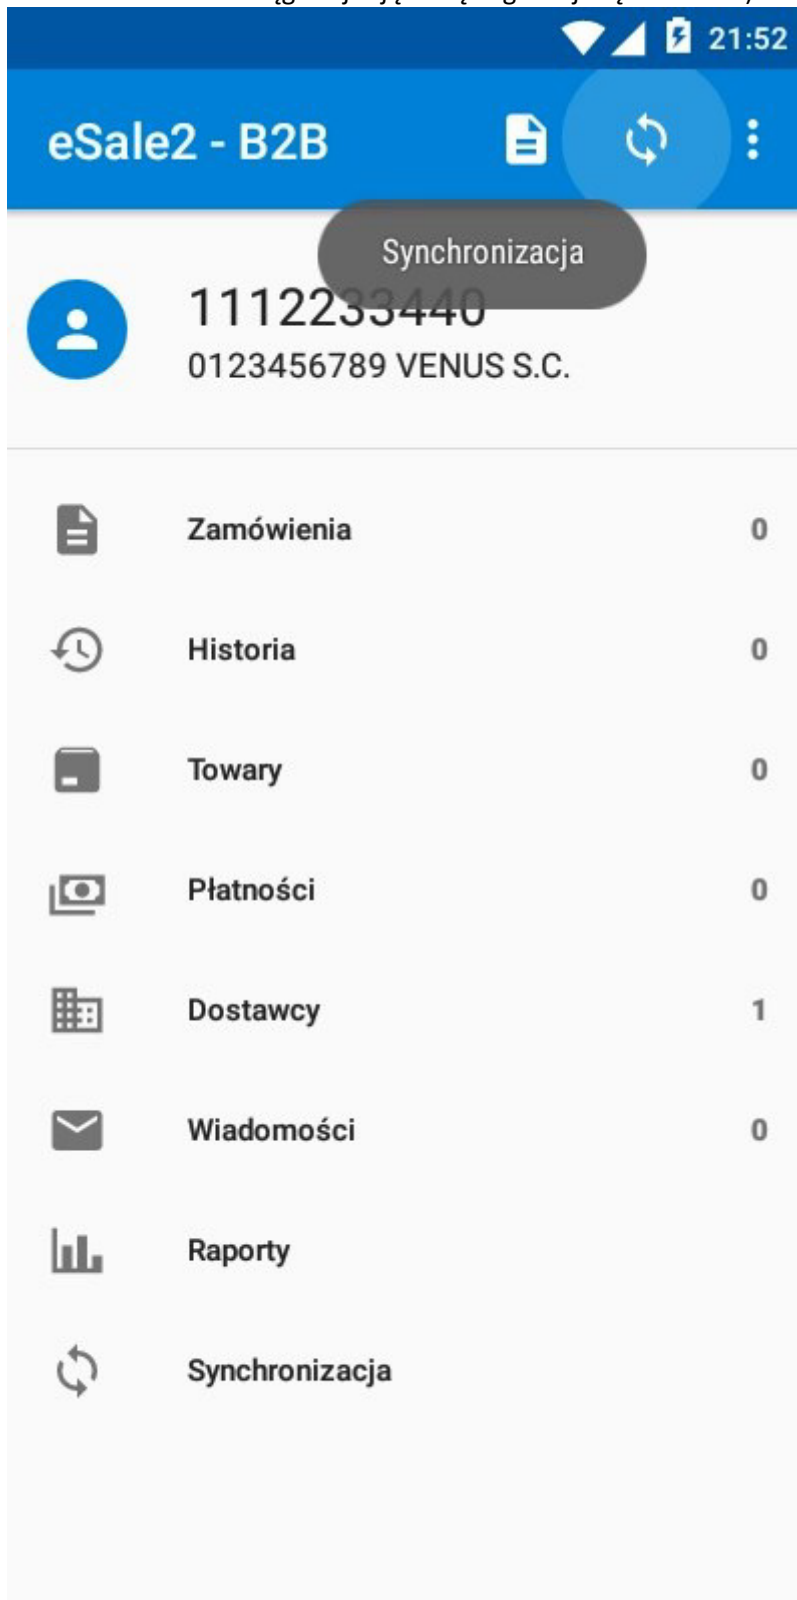 21:52
eSale2 - B2B
Synchronizacja
1112233440
0123456789 VENUS S.C.
Zamówienia 0
Historia 0
Towary 0
Płatności 0
Dostawcy 1
Wiadomości 0
Raporty
Synchronizacja